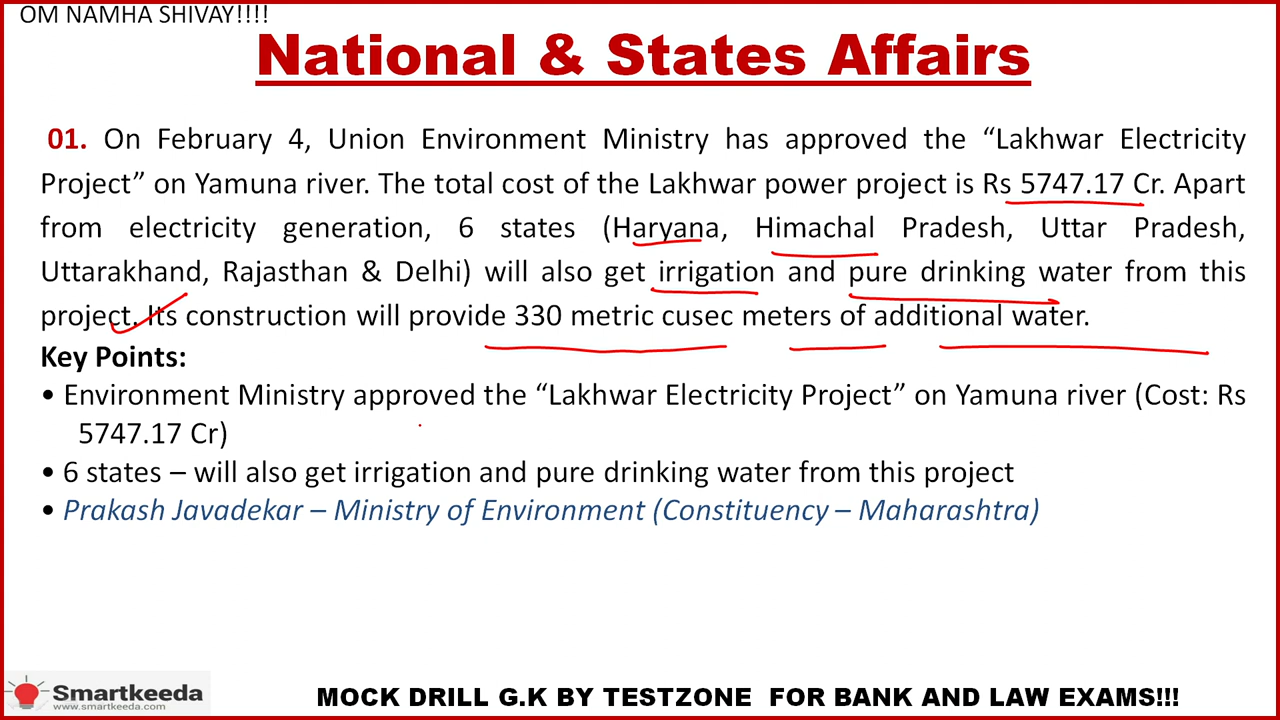 OM NAMHA SHIVAY!!!!
National & States Affairs
01. On February 4, Union Environment Ministry has approved the “Lakhwar Electricity
Project” on Yamuna river. The total cost of the Lakhwar power project is Rs 5747.17 Cr. Apart
from electricity generation, 6 states (Haryana, Himachal Pradesh, Uttar Pradesh,
Uttarakhand, Rajasthan & Delhi) will also get irrigation and pure drinking water from this
project. Its construction will provide 330 metric cusec meters of additional water.
Key Points:
• Environment Ministry approved the “Lakhwar Electricity Project” on Yamuna river (Cost: Rs
5747.17 Cr)
• 6 states – will also get irrigation and pure drinking water from this project
• Prakash Javadekar – Ministry of Environment (Constituency – Maharashtra)
Smartkeeda
www.smartkeeda.com
MOCK DRILL G.K BY TESTZONE FOR BANK AND LAW EXAMS!!!